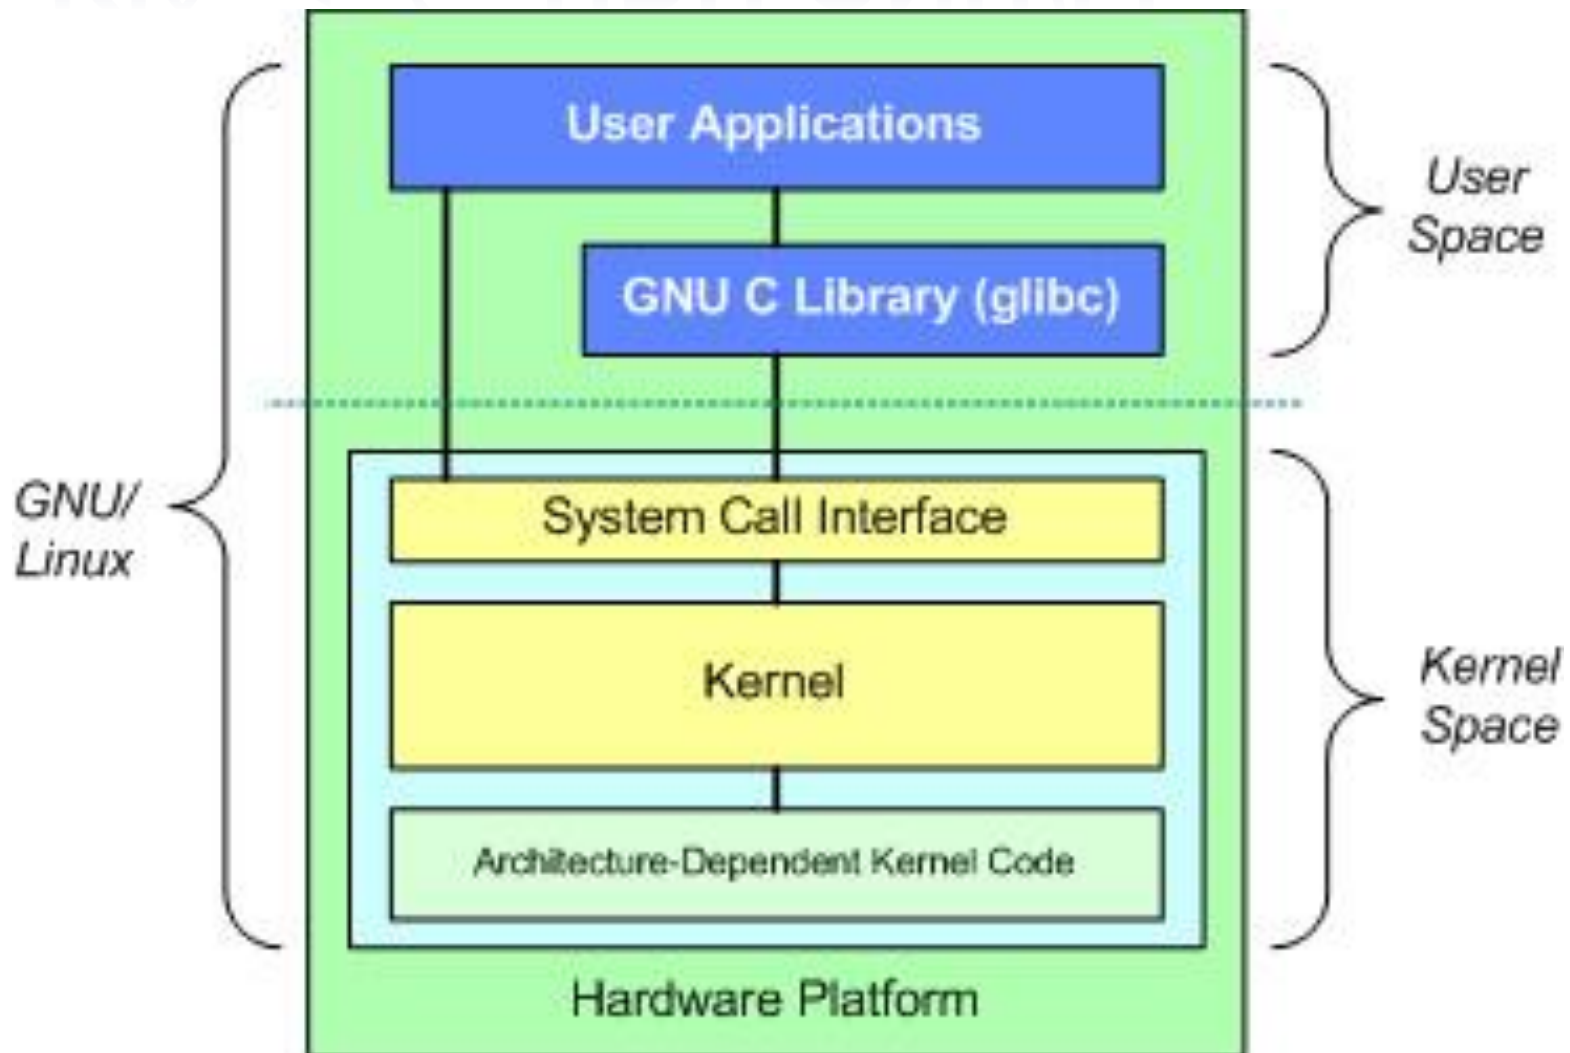 User Applications
User
Space
GNU C Library (glibc)
GNU/
Linux
System Call Interface
Kernel
Kernel
Space
Architecture-Dependent Kernel Code
Hardware Platform